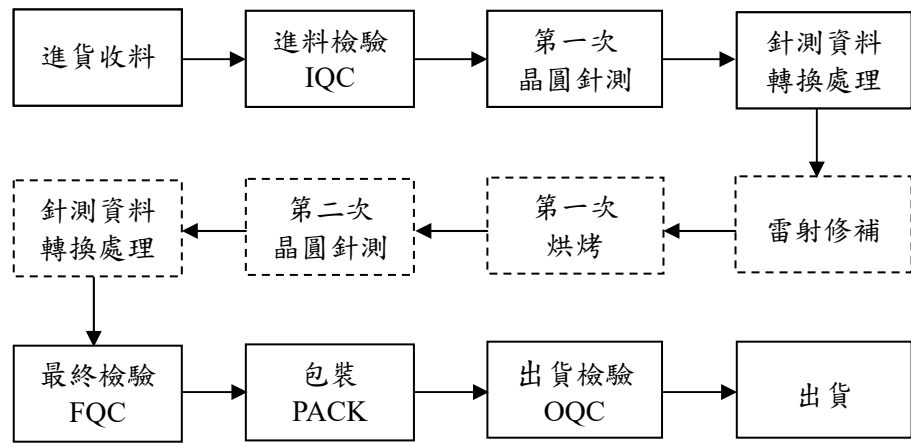 進貨收料
進料檢驗
IQC
第一次
晶圓針測
針測資料
轉換處理
針測資料
轉換處理
第二次
晶圓針測
第一次
烘烤
雷射修補
最終檢驗
FQC
包裝
PACK
出貨檢驗
OQC
出貨